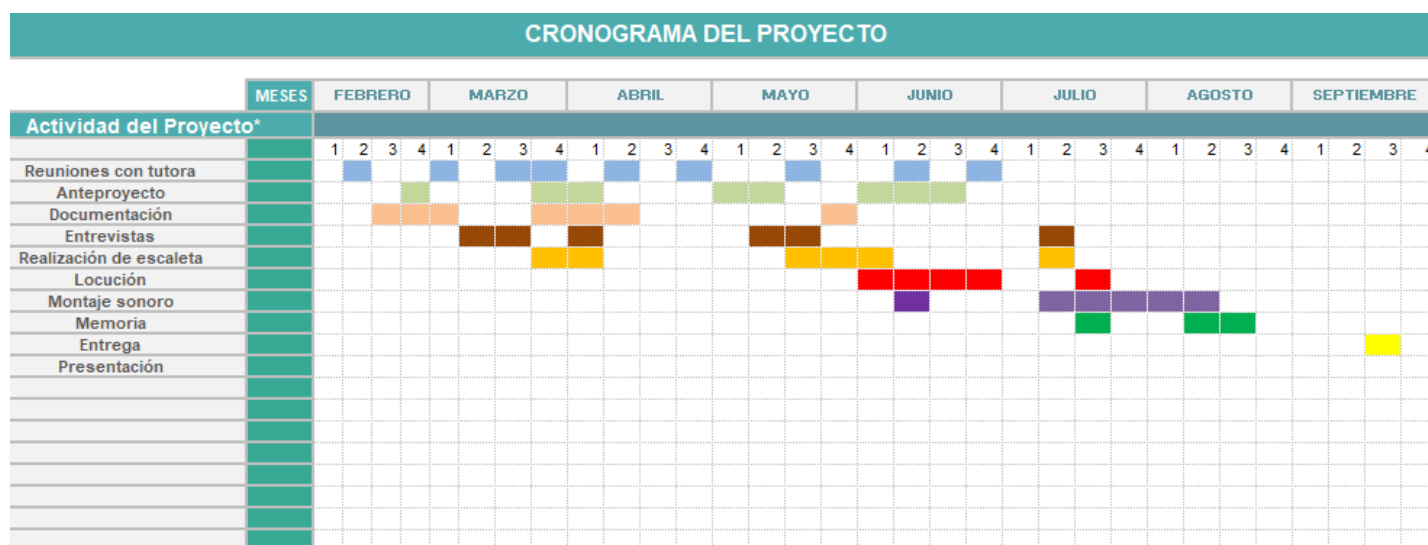 CRONOGRAMA DEL PROYECTO
MESES FEBRERO MARZO ABRIL MAYO JUNIO JULIO AGOSTO SEPTIEMBRE
Actividad del Proyecto*
1 2 3 4 1 2 3 4 1 2 3 4 1 2 3 4 1 2 3 4 1 2 3 4 1 2 3 4 1 2 3 4
Reuniones con tutora
Anteproyecto
Documentación
Entrevistas
Realización de escaleta
Locución
Montaje sonoro
Memoria
Entrega
Presentación